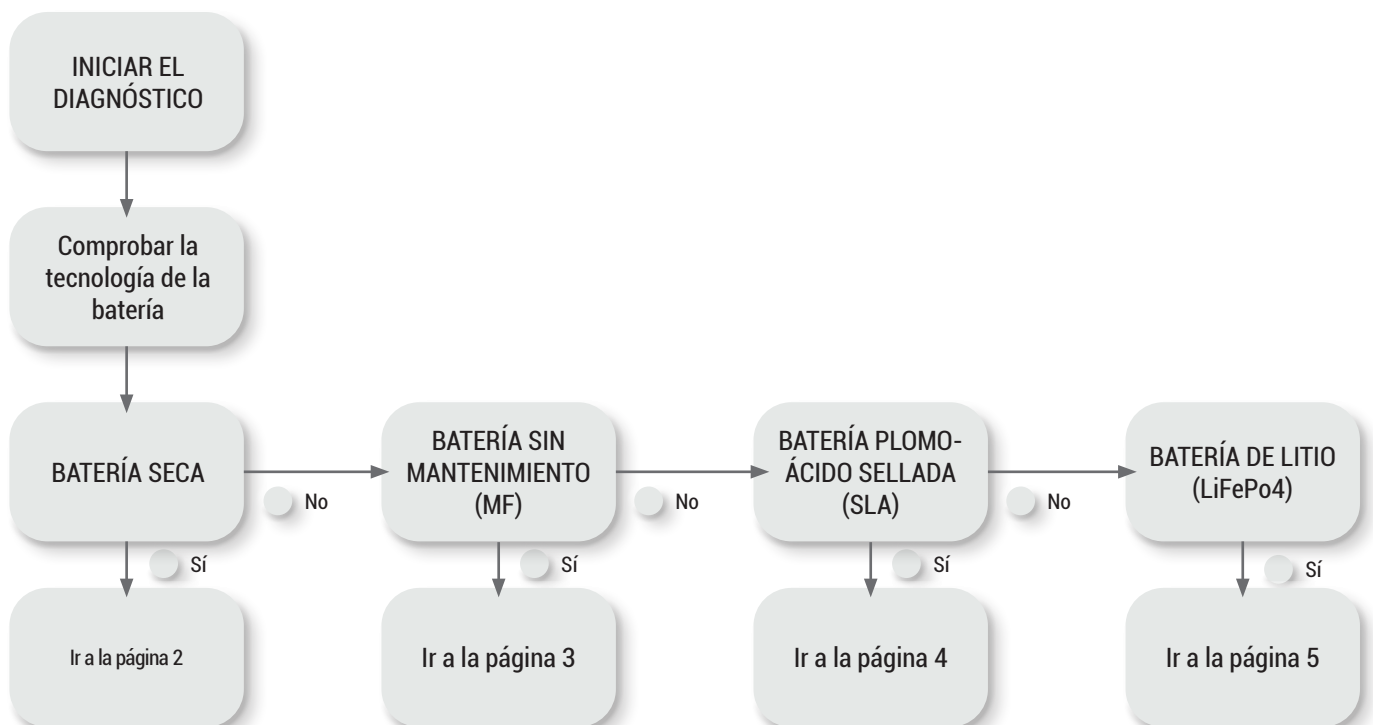 INICIAR EL
DIAGNÓSTICO
Comprobar la
tecnología de la
batería
BATERÍA SECA
No
BATERÍA SIN
MANTENIMIENTO
(MF)
No
BATERÍA PLOMO-
ÁCIDO SELLADA
(SLA)
No
BATERÍA DE LITIO
(LiFePo4)
Sí
Sí
Sí
Sí
Ir a la página 2
Ir a la página 3
Ir a la página 4
Ir a la página 5